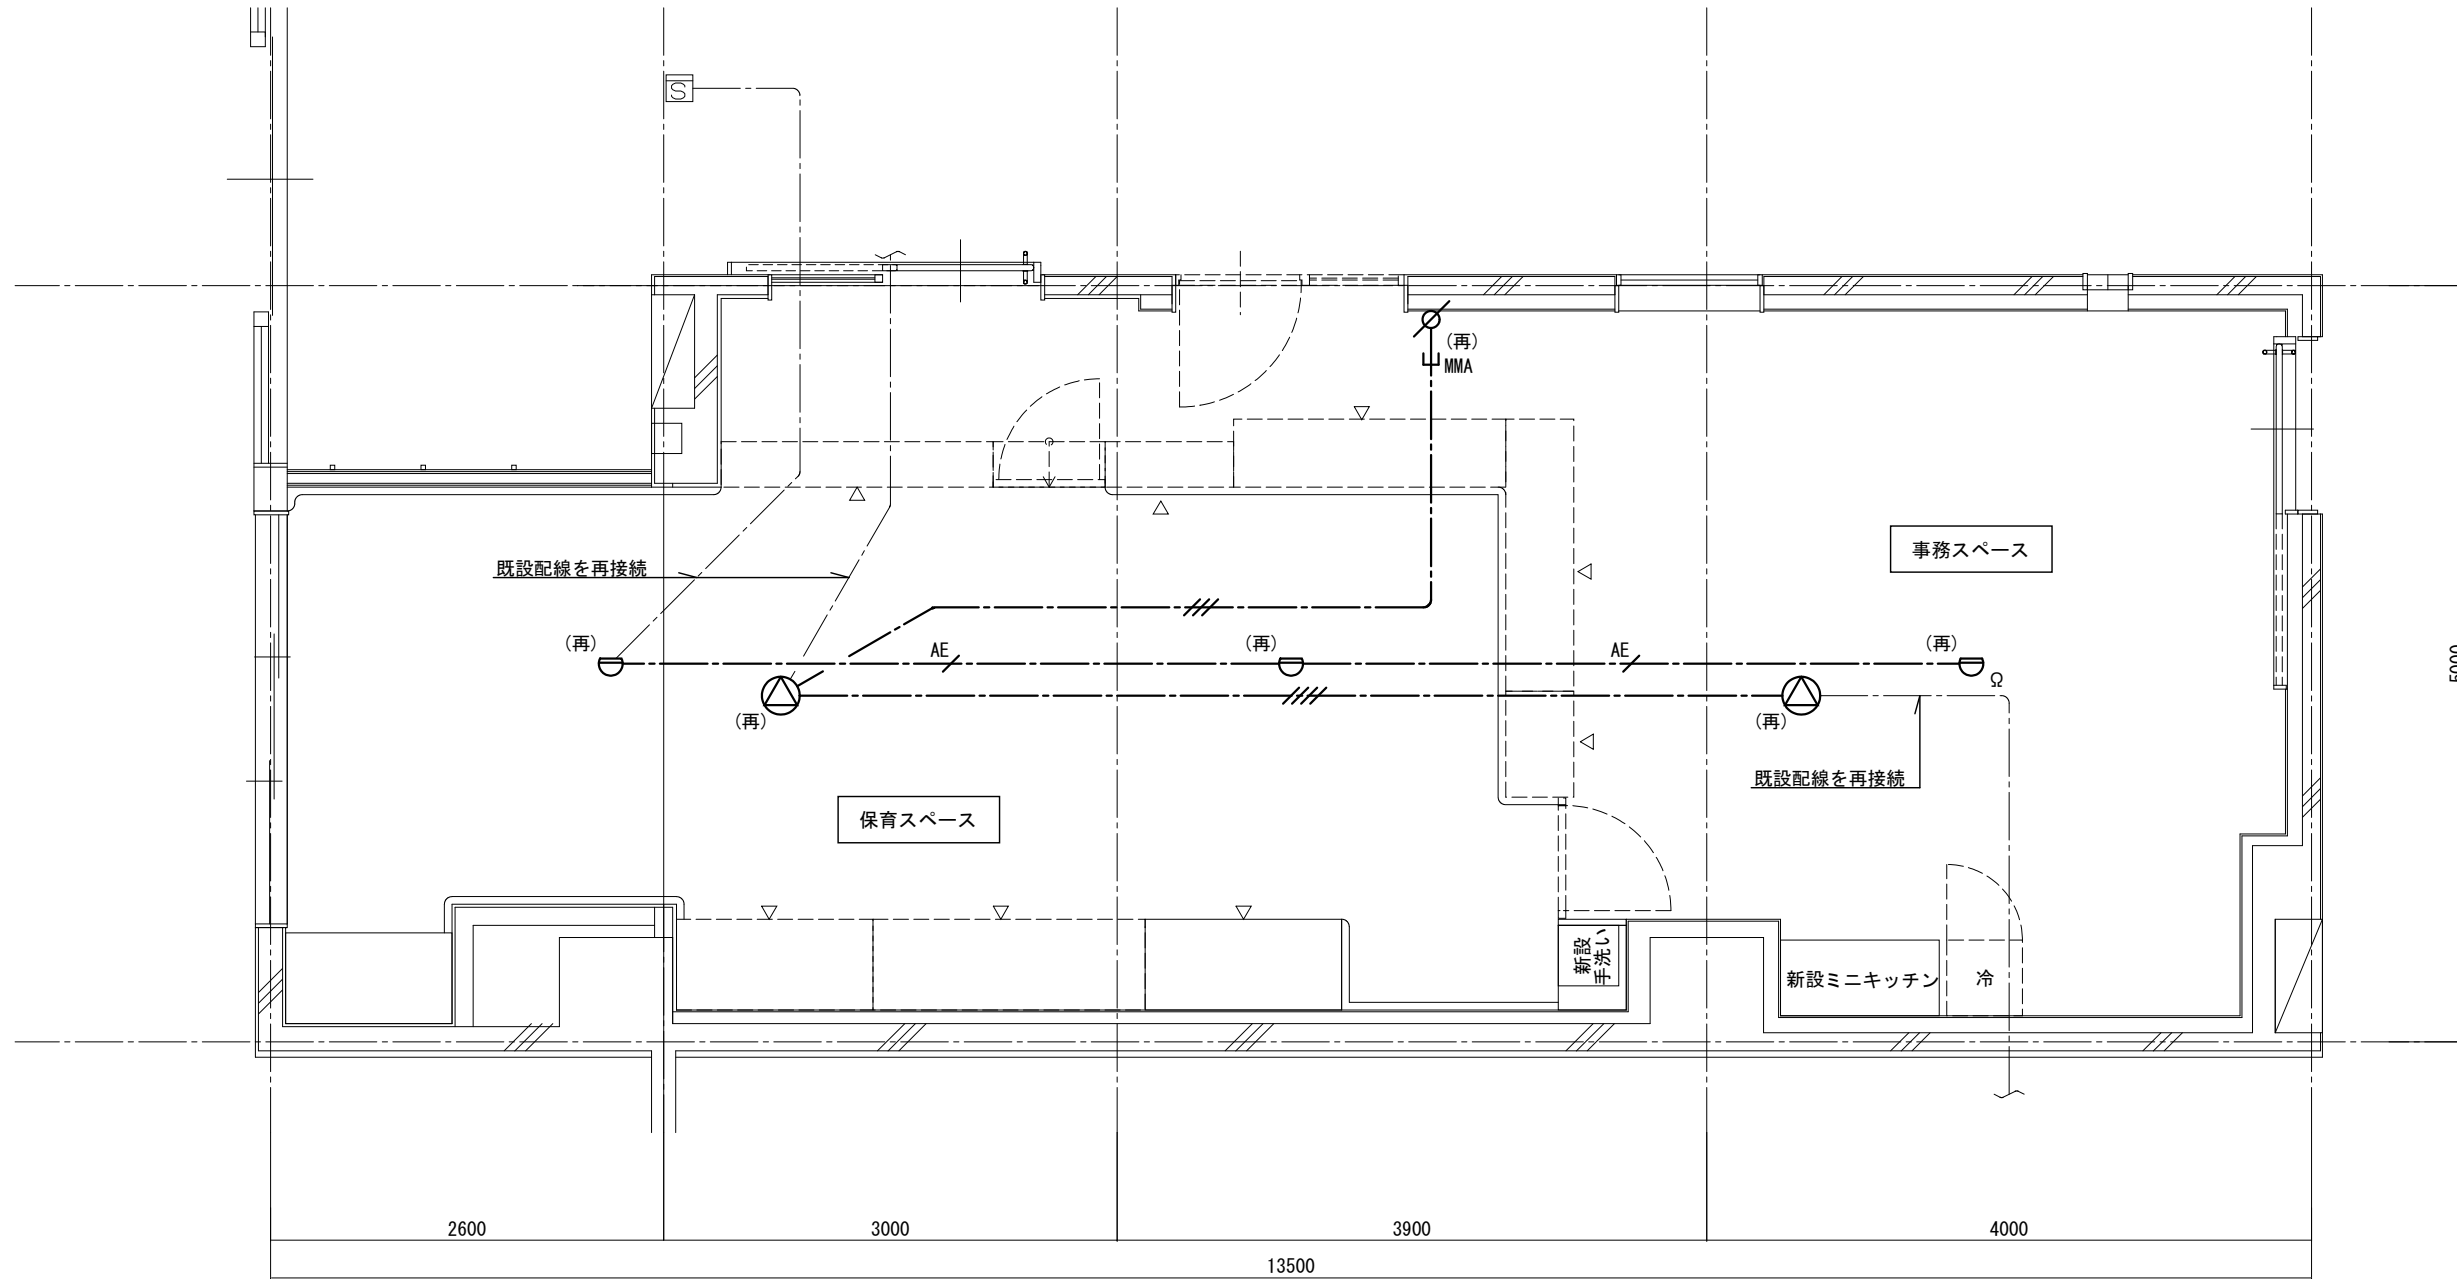 S
(再)
MMA
事務スペース
既設配線を再接続
(再)
AE
(再)
AE
(再)
Ω
(再)
(再)
既設配線を再接続
保育スペース
新設
手洗い
新設ミニキッチン
冷
5000
2600
3000
3900
4000
13500